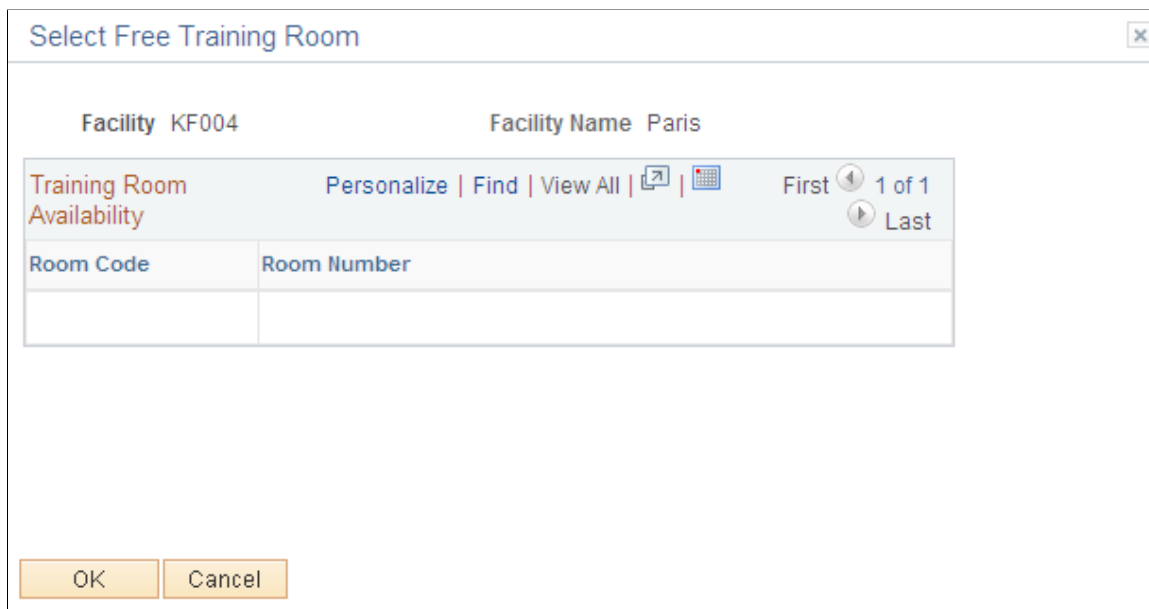 Select Free Training Room
Facility KF004 Facility Name Paris
Training Room Availability Personalize | Find | View All | | First 1 of 1 Last
Room Code Room Number
OK Cancel